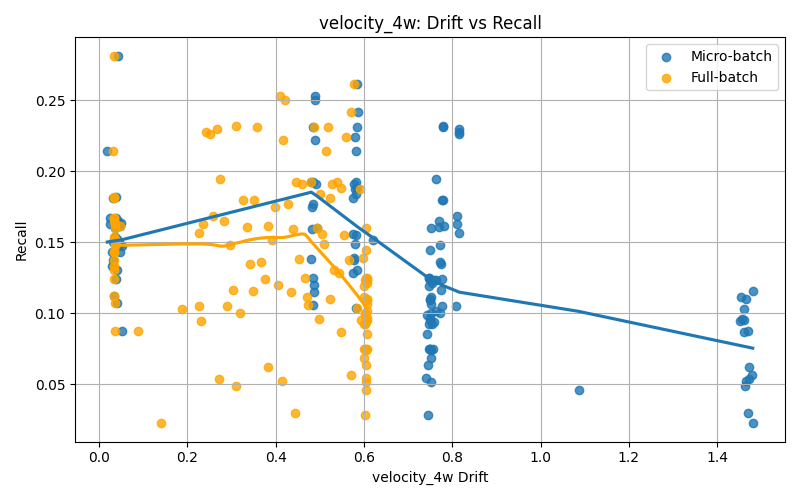 velocity_4w: Drift vs Recall
Micro-batch
Full-batch
Recall
0.25
0.20
0.15
0.10
0.05
0.0 0.2 0.4 0.6 0.8 1.0 1.2 1.4
velocity_4w Drift